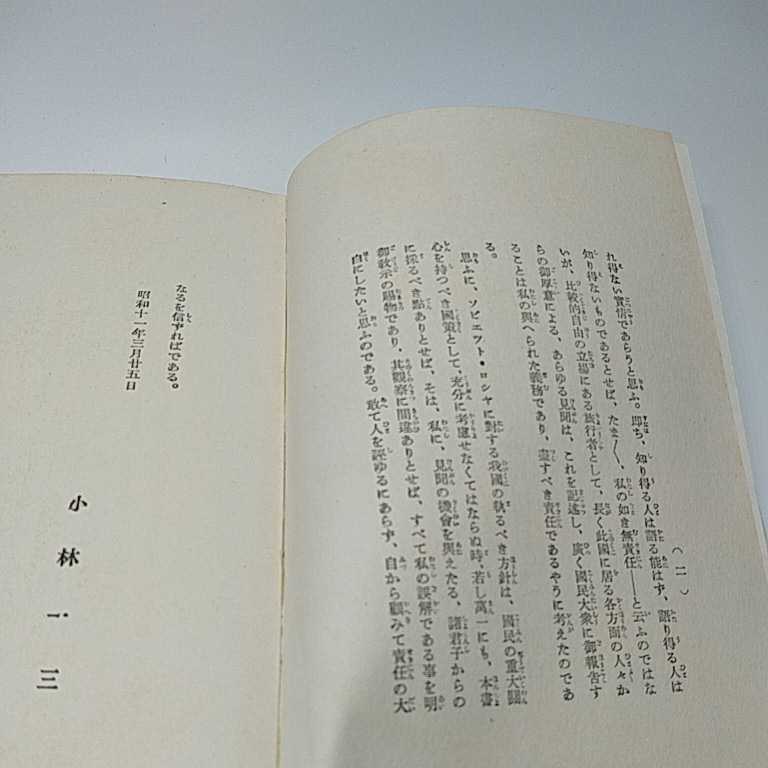 (二)
れ得ない實情であらうと思ふ。卽ち、知り得る人は語る能はず、語り得る人は
知り得ないものであるとせば、たま〳〵、私の如き無責任――と云ふのではな
いが、比較的自由の立場にある旅行者として、長く此國に居る各方面の人々か
らの御厚意による、あらゆる見聞は、これを記述し、廣く國民大衆に御報吿す
ることは私の與へられた義務であり、盡すべき責任であるやうに考えたのであ
る。
思ふに、ソビエツト・ロシヤに對する我國の執るべき方針は、國民の重大關
心を持つべき國策として、充分に考慮せなくてはならぬ時、若し萬一にも、本書
に採るべき點ありとせば、そは、私に、見聞の機會を與えたる、諸君子からの
御敎示の賜物であり、其觀察に間違ありとせば、すべて私の誤解である事を明
白にしたいと思ふのである。敢て人を誣ゆるにあらず、自から顧みて責任の大
なるを信ずればである。
昭和十一年三月廿五日
小林一三